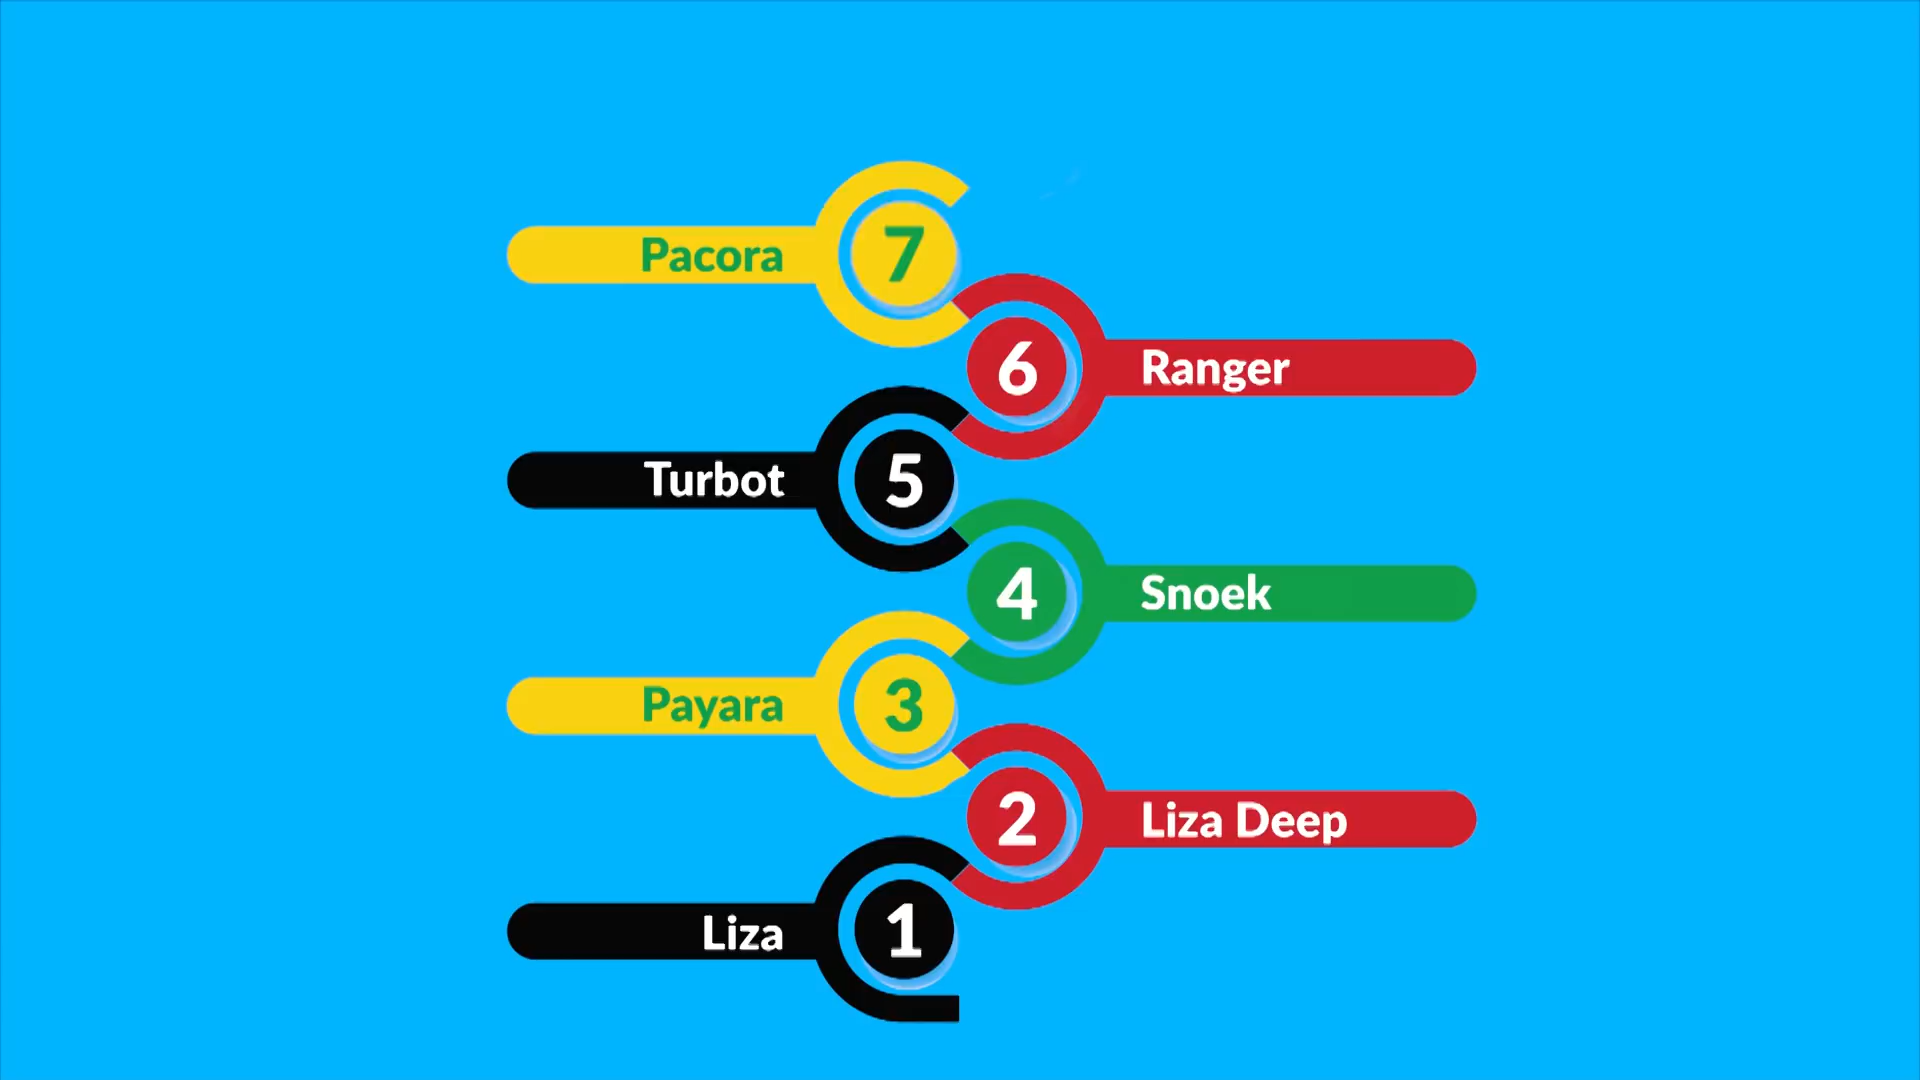 Pacora 7
6 Ranger
Turbot 5
4 Snoek
Payara 3
2 Liza Deep
Liza 1